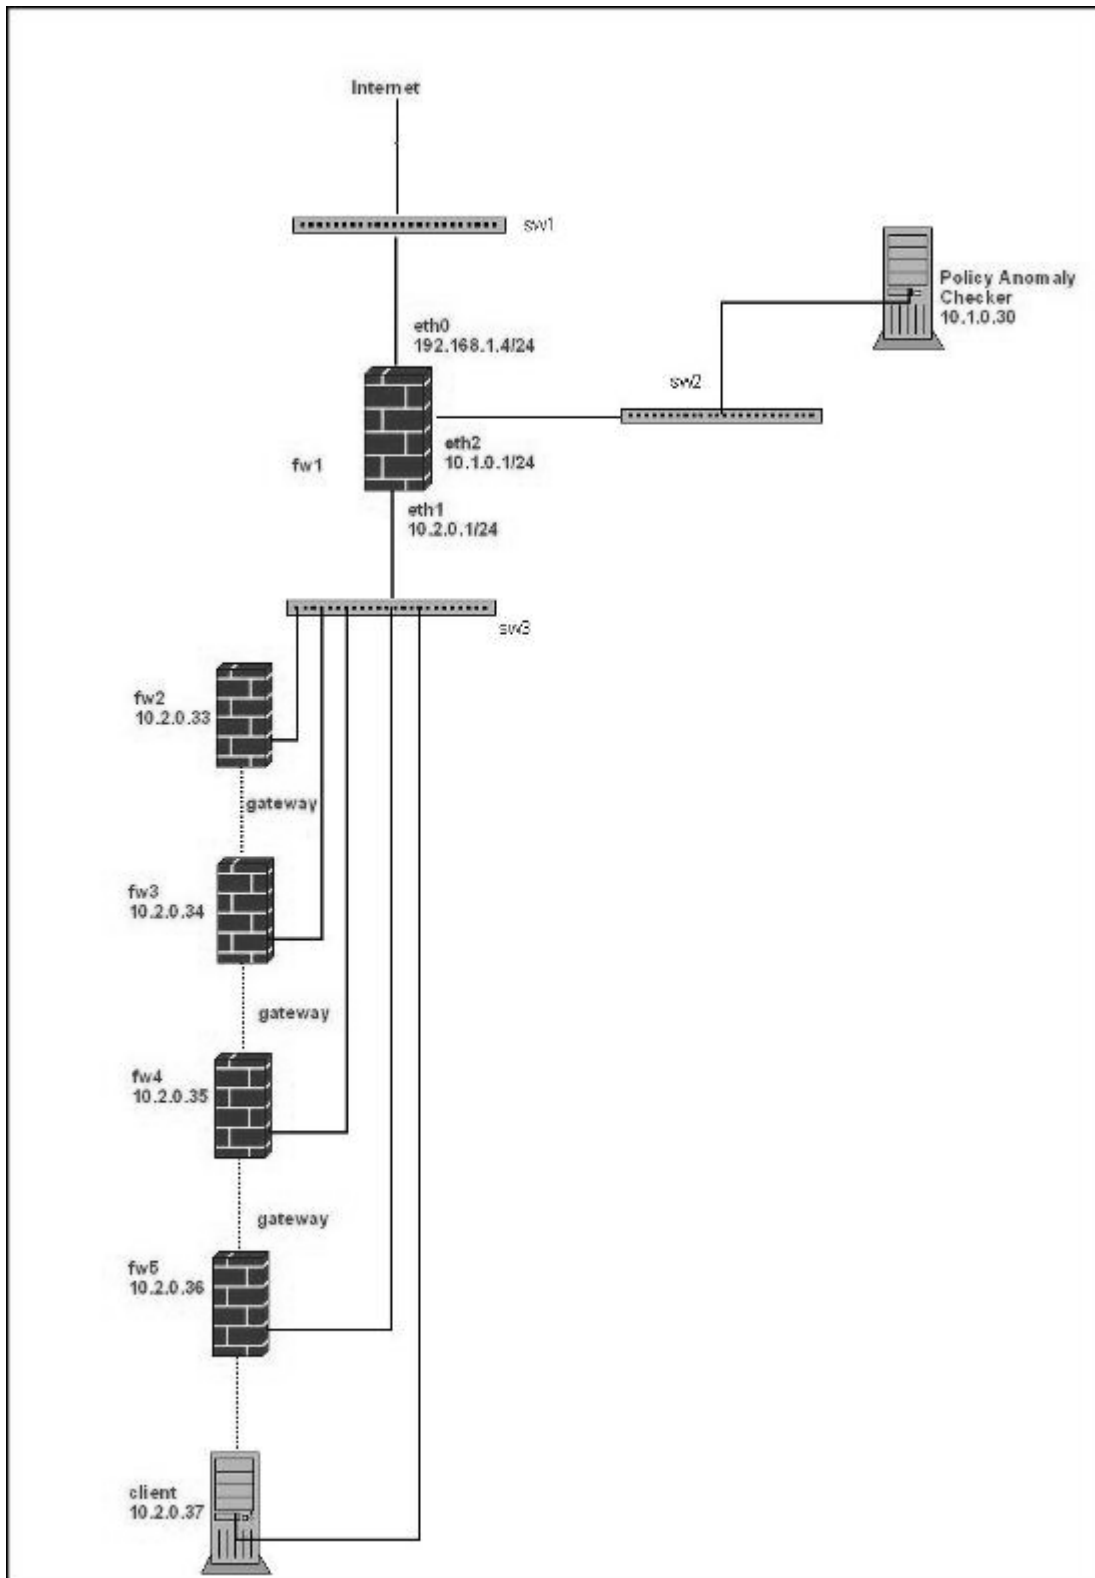 Internet
sw1
Policy Anomaly
Checker
10.1.0.30
eth0
192.168.1.4/24
sw2
eth2
10.1.0.1/24
fw1
eth1
10.2.0.1/24
sw3
fw2
10.2.0.33
gateway
fw3
10.2.0.34
gateway
fw4
10.2.0.35
gateway
fw5
10.2.0.36
client
10.2.0.37